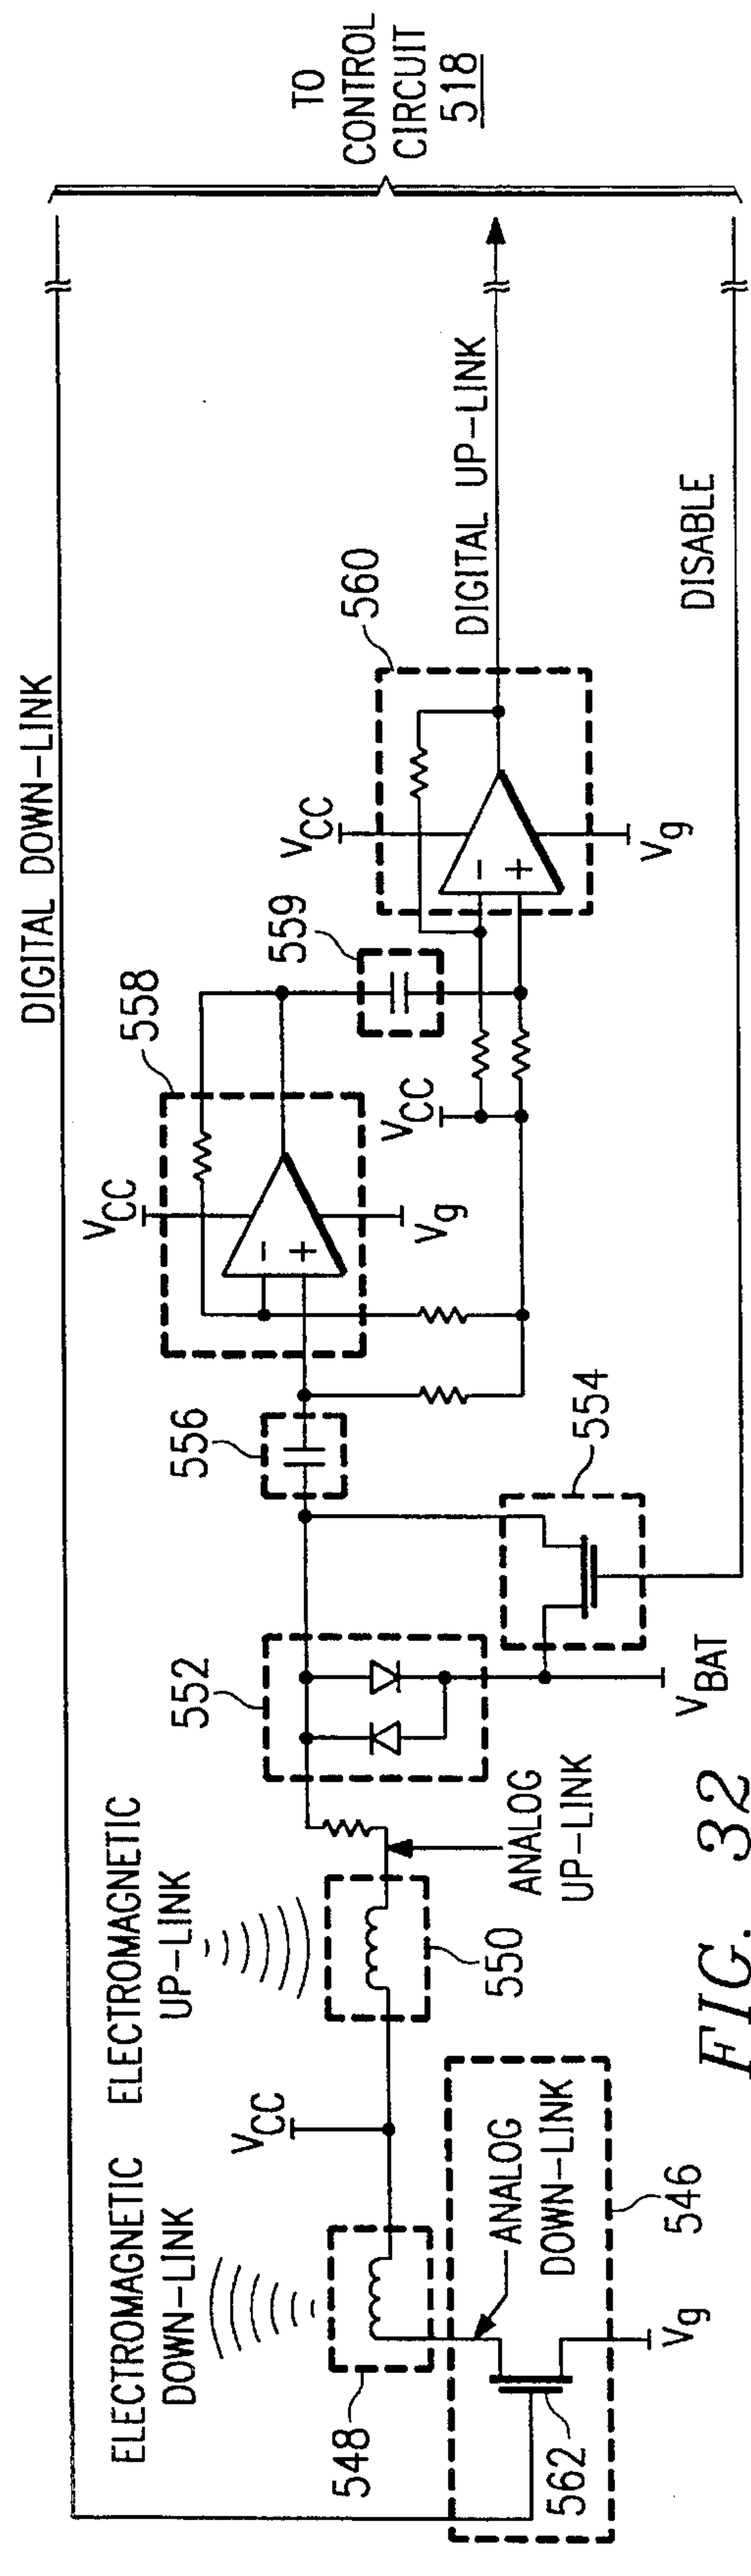 DIGITAL DOWN-LINK
TO
CONTROL
CIRCUIT
518
ELECTROMAGNETIC
DOWN-LINK
ELECTROMAGNETIC
UP-LINK
VCC
548
550
ANALOG
DOWN-LINK
546
562
Vg
ANALOG
UP-LINK
552
VBAT
554
556
558
VCC
-
+
Vg
VCC
559
560
VCC
-
+
Vg
DIGITAL UP-LINK
DISABLE
FIG. 32